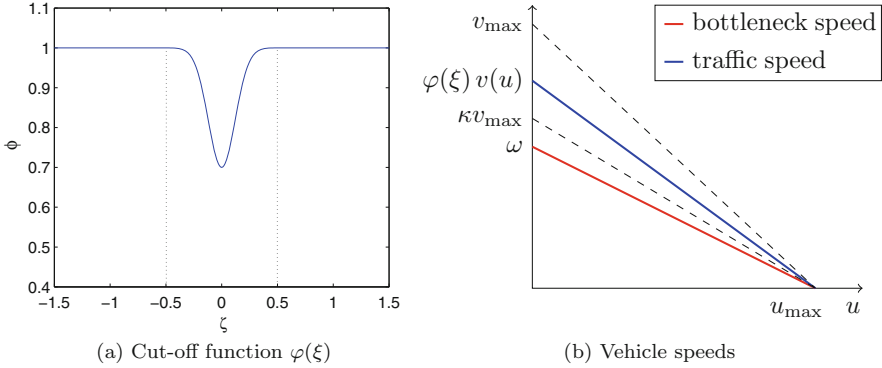 1.1
1
0.9
0.8
0.7
0.6
0.5
0.4
ϕ
−1.5 −1 −0.5 0 0.5 1 1.5
ζ
(a) Cut-off function φ(ξ)
bottleneck speed
traffic speed
v_max
φ(ξ) v(u)
κv_max
ω
u_max u
(b) Vehicle speeds